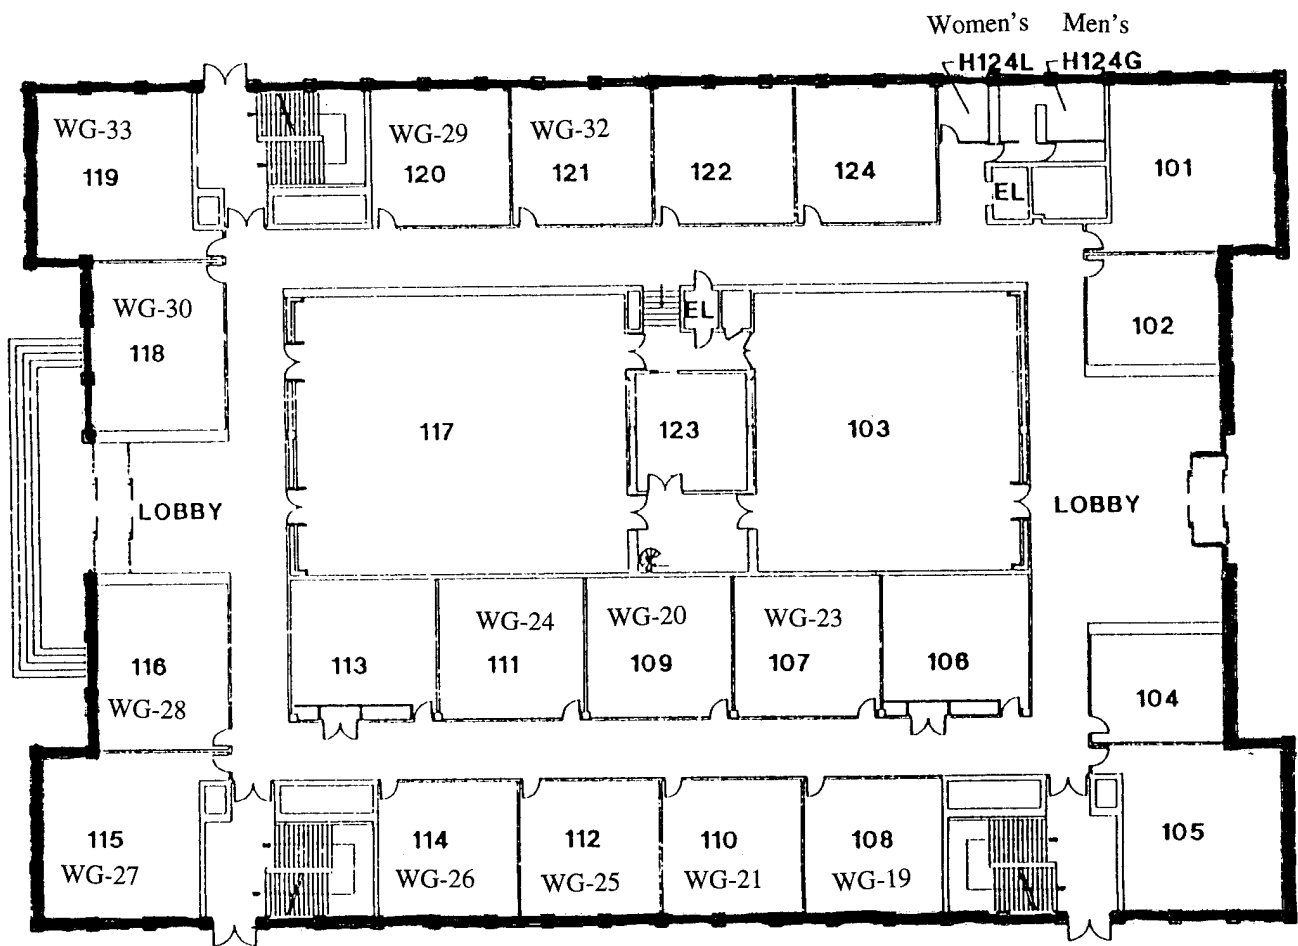 Women's Men's
H124L H124G
WG-33 WG-29 WG-32
119 120 121 122 124 101
EL
WG-30 EL
118 102
117 123 103
LOBBY LOBBY
WG-24 WG-20 WG-23
116 113 111 109 107 106
WG-28 104
115 114 112 110 108 105
WG-27 WG-26 WG-25 WG-21 WG-19